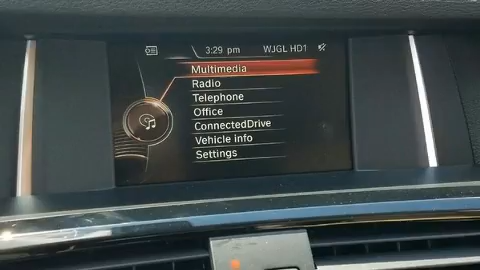 3:29 pm WJGL HD1
Multimedia
Radio
Telephone
Office
ConnectedDrive
Vehicle info
Settings